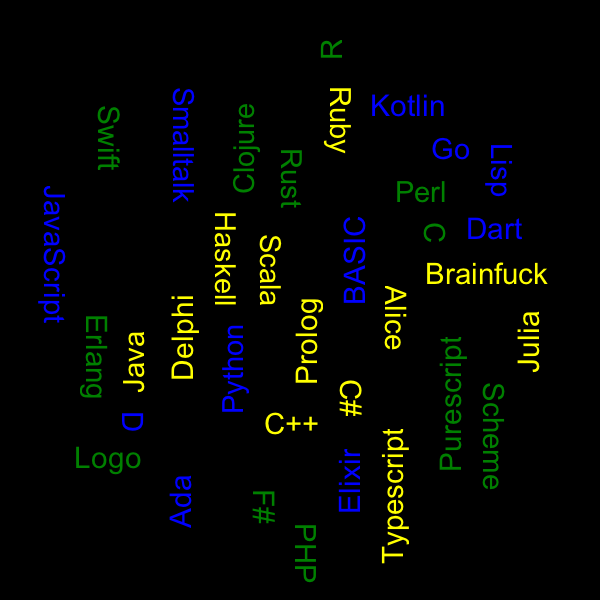 R
Smalltalk
Ruby
Kotlin
Swift
Clojure
Go
Rust
Lisp
Perl
JavaScript
Haskell
BASIC
C
Dart
Scala
Brainfuck
Alice
Delphi
Prolog
Julia
Erlang
Java
Python
Purescript
C#
Scheme
D
C++
Logo
Typescript
Elixir
Ada
F#
PHP